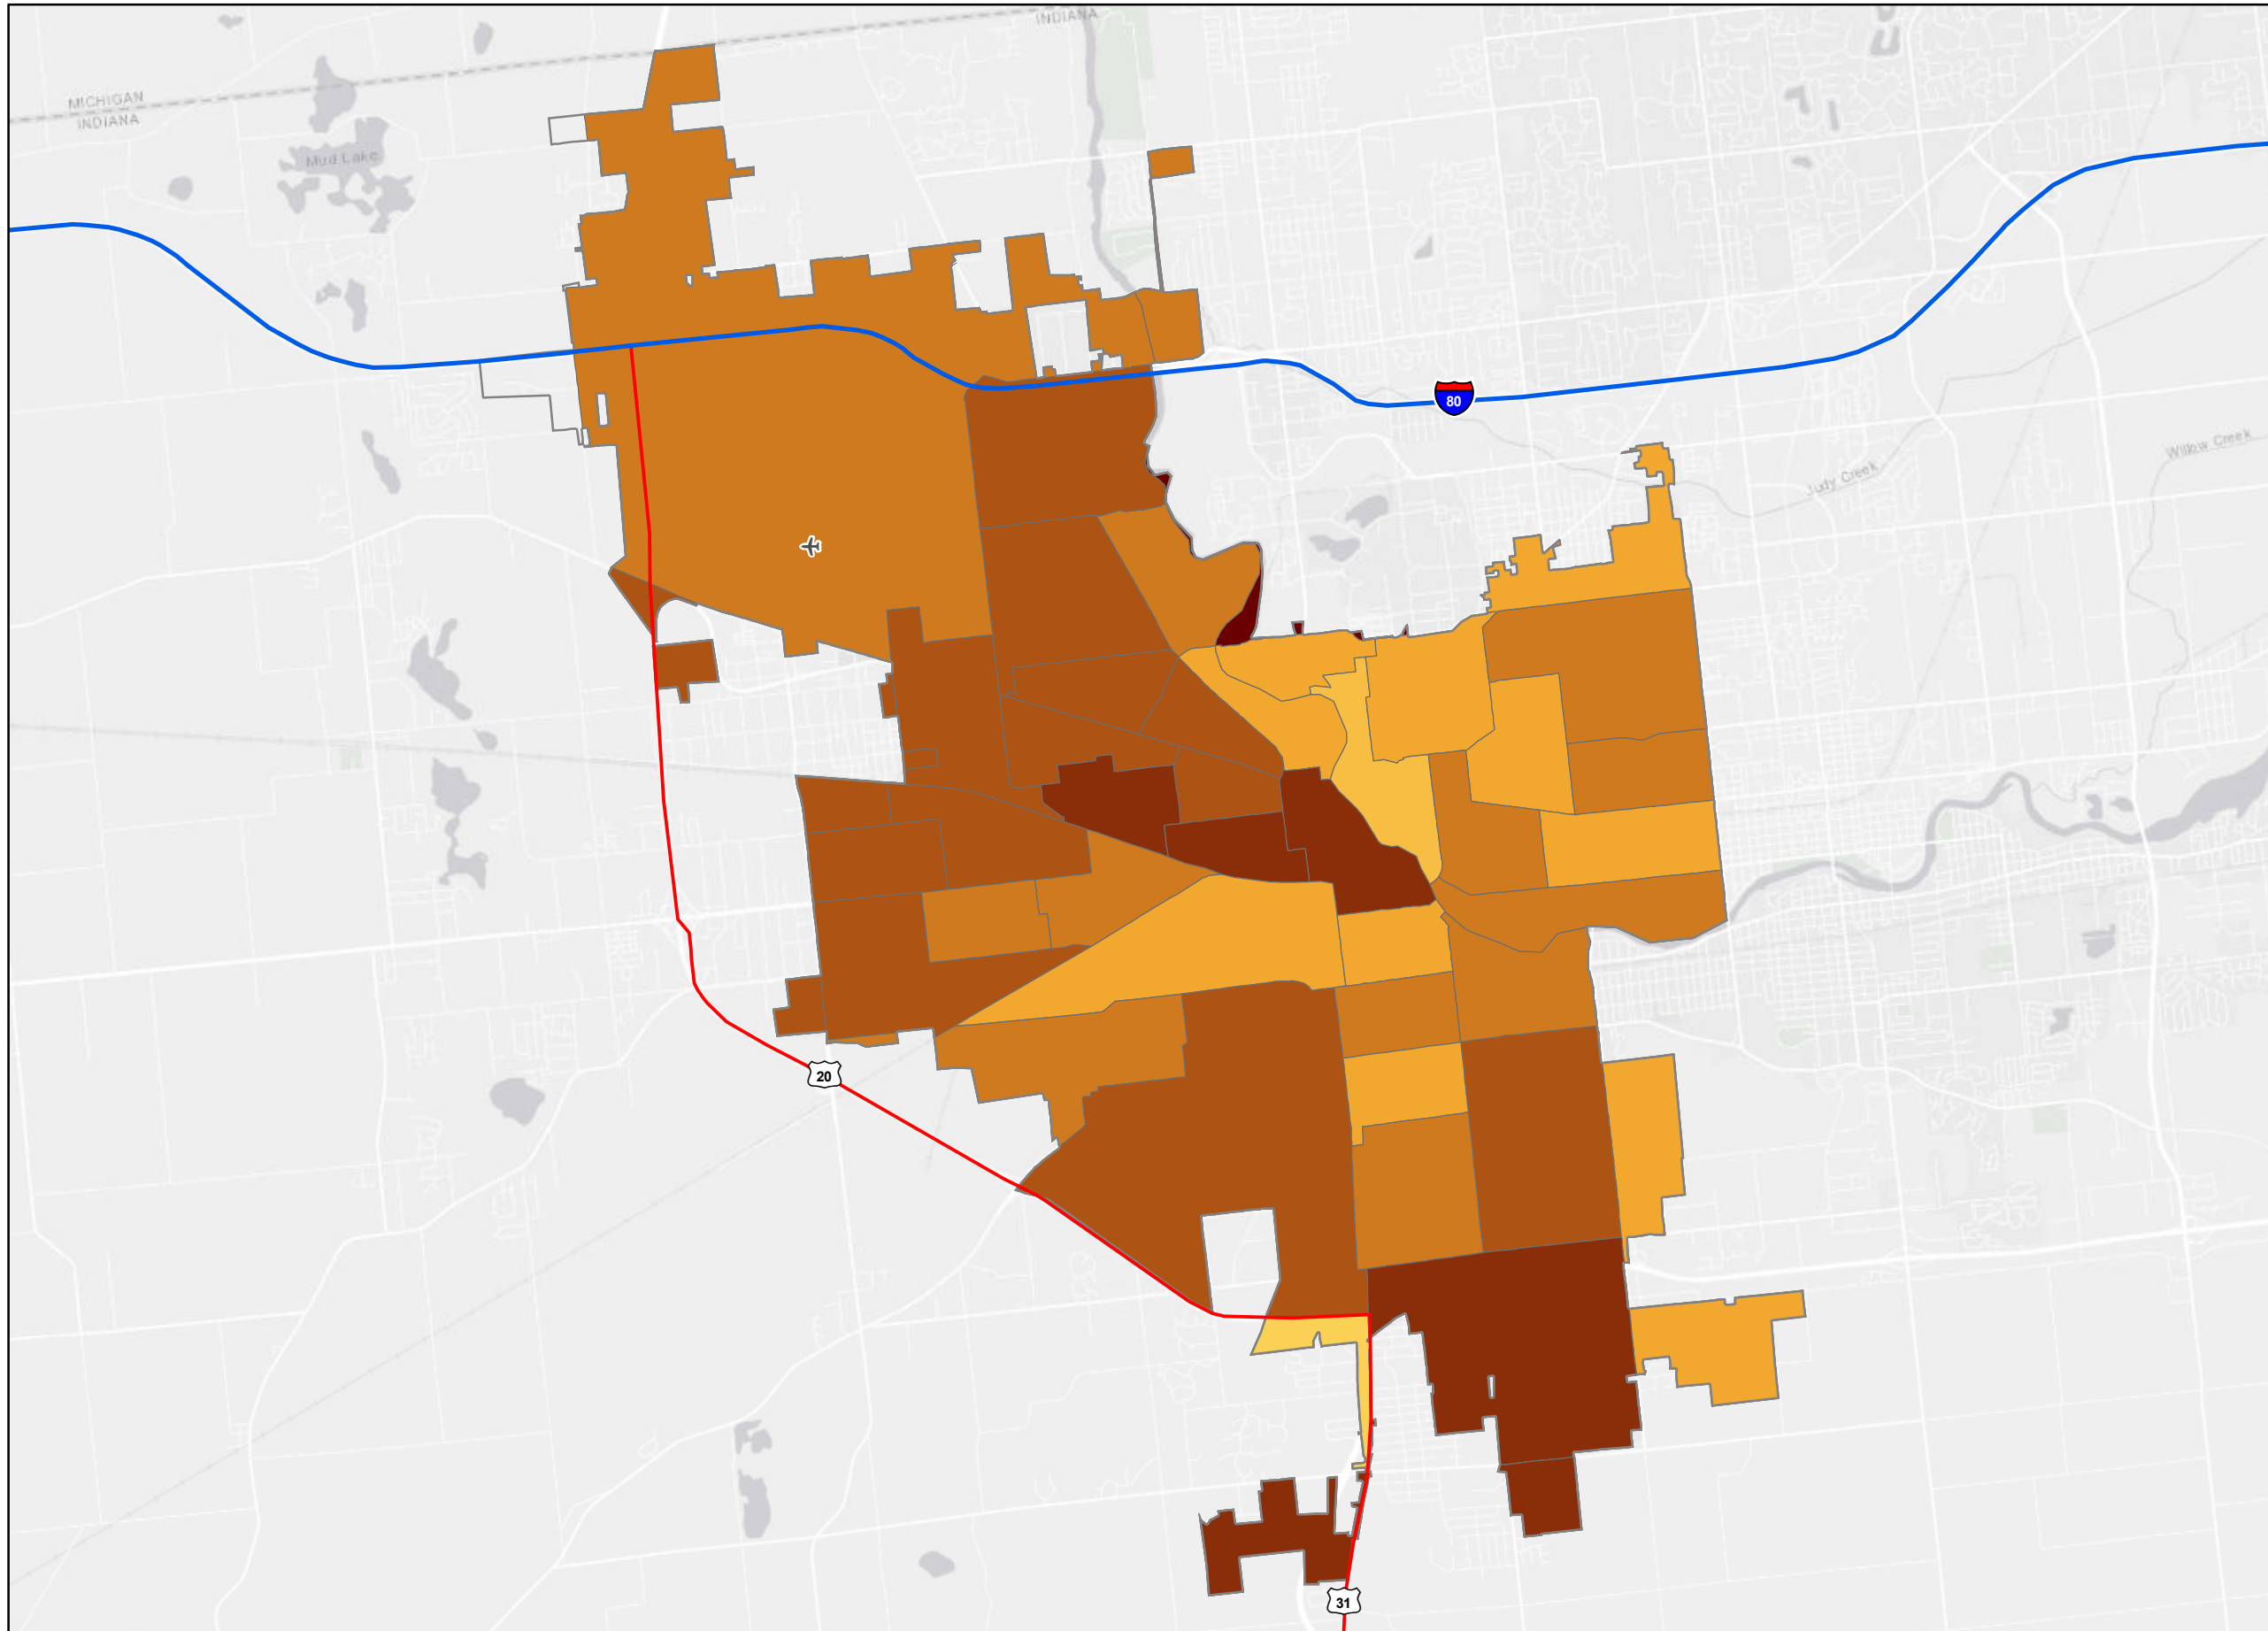 INDIANA
MICHIGAN
INDIANA
Mud Lake
80
Willow Creek
Judy Creek
20
31